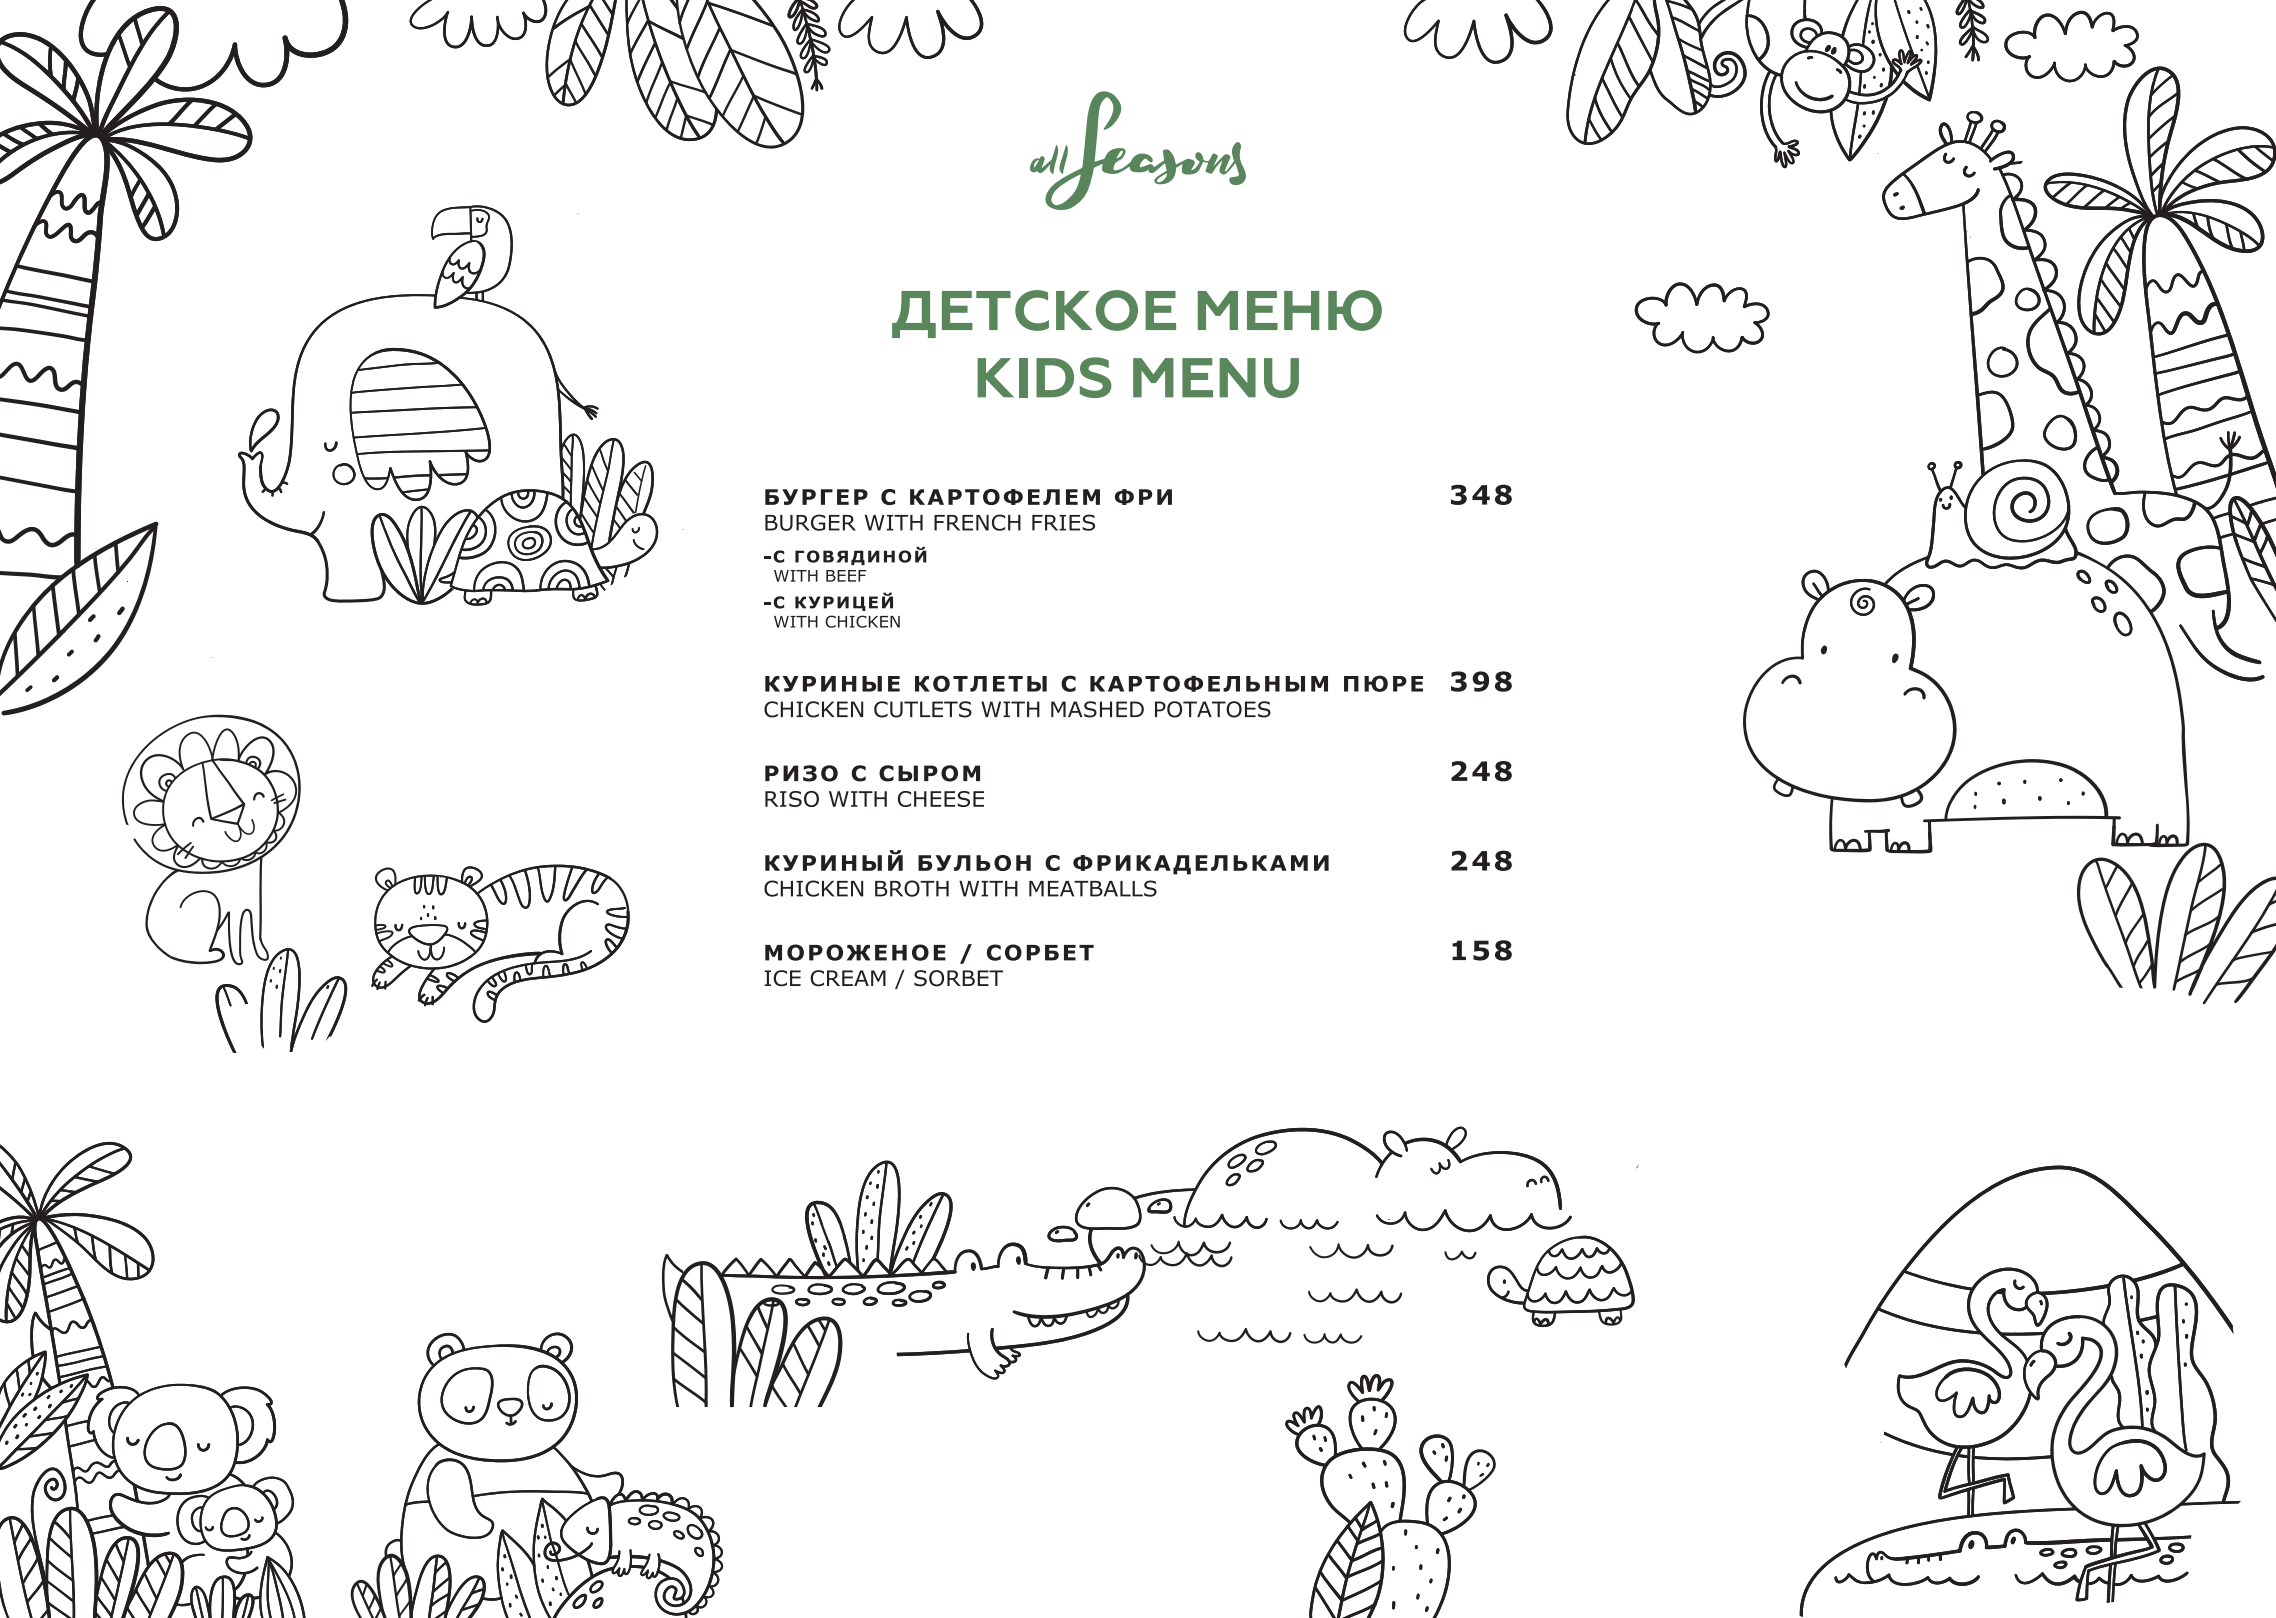 all Seasons
ДЕТСКОЕ МЕНЮ
KIDS MENU
БУРГЕР С КАРТОФЕЛЕМ ФРИ 348
BURGER WITH FRENCH FRIES
-С ГОВЯДИНОЙ
WITH BEEF
-С КУРИЦЕЙ
WITH CHICKEN
КУРИНЫЕ КОТЛЕТЫ С КАРТОФЕЛЬНЫМ ПЮРЕ 398
CHICKEN CUTLETS WITH MASHED POTATOES
РИЗО С СЫРОМ 248
RISO WITH CHEESE
КУРИНЫЙ БУЛЬОН С ФРИКАДЕЛЬКАМИ 248
CHICKEN BROTH WITH MEATBALLS
МОРОЖЕНОЕ / СОРБЕТ 158
ICE CREAM / SORBET